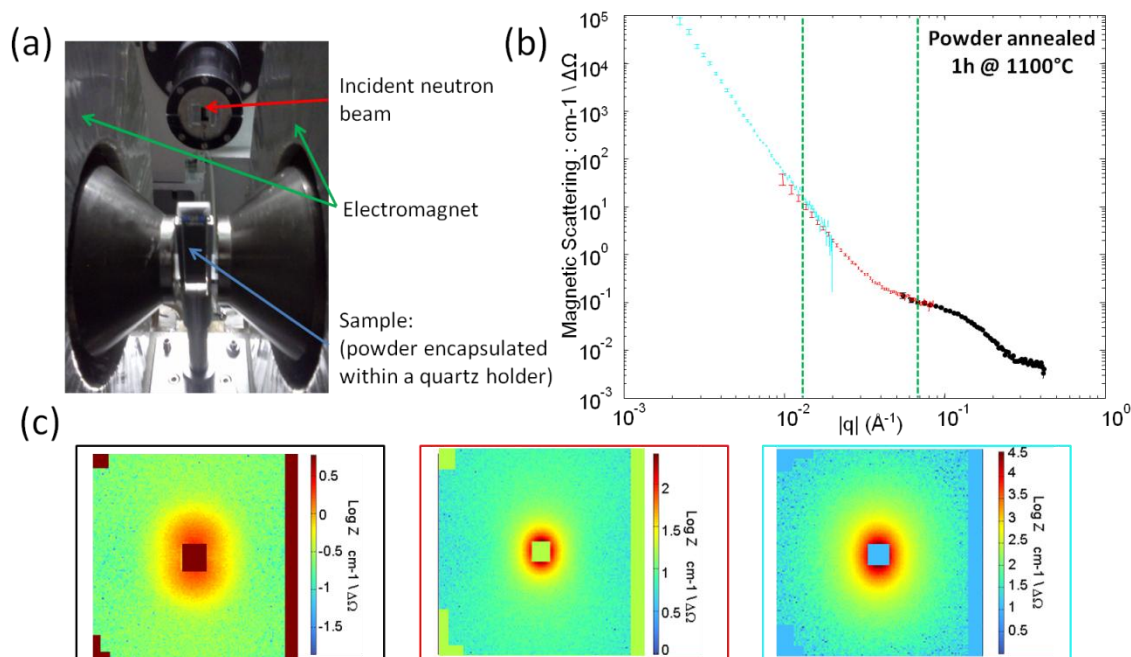 (a)
Incident neutron
beam
Electromagnet
Sample:
(powder encapsulated
within a quartz holder)
(b)
Powder annealed
1h @ 1100°C
Magnetic Scattering : cm-1 \ ΔΩ
10^5
10^4
10^3
10^2
10^1
10^0
10^-1
10^-2
10^-3
10^-3
10^-2
10^-1
10^0
|q| (Å^-1)
(c)
0.5
0
-0.5
-1
-1.5
Log Z cm-1 \ ΔΩ
2
1.5
1
0.5
0
Log Z cm-1 \ ΔΩ
4.5
4
3.5
3
2.5
2
1.5
1
0.5
Log Z cm-1 \ ΔΩ